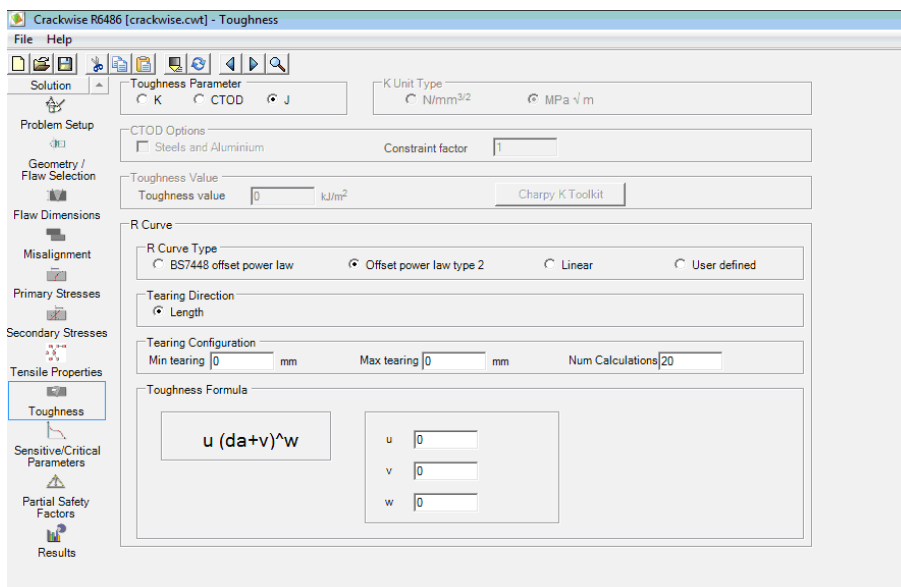 Crackwise R6486 [crackwise.cwt] - Toughness
File Help
Solution
Problem Setup
Geometry /
Flaw Selection
Flaw Dimensions
Misalignment
Primary Stresses
Secondary Stresses
Tensile Properties
Toughness
Sensitive/Critical
Parameters
Partial Safety
Factors
Results
Toughness Parameter
K CTOD J
K Unit Type
N/mm^3/2 MPa √ m
CTOD Options
Steels and Aluminium Constraint factor 1
Toughness Value
Toughness value 0 kJ/m² Charpy K Toolkit
R Curve
R Curve Type
BS7448 offset power law Offset power law type 2 Linear User defined
Tearing Direction
Length
Tearing Configuration
Min tearing 0 mm Max tearing 0 mm Num Calculations 20
Toughness Formula
u (da+v)^w
u 0
v 0
w 0